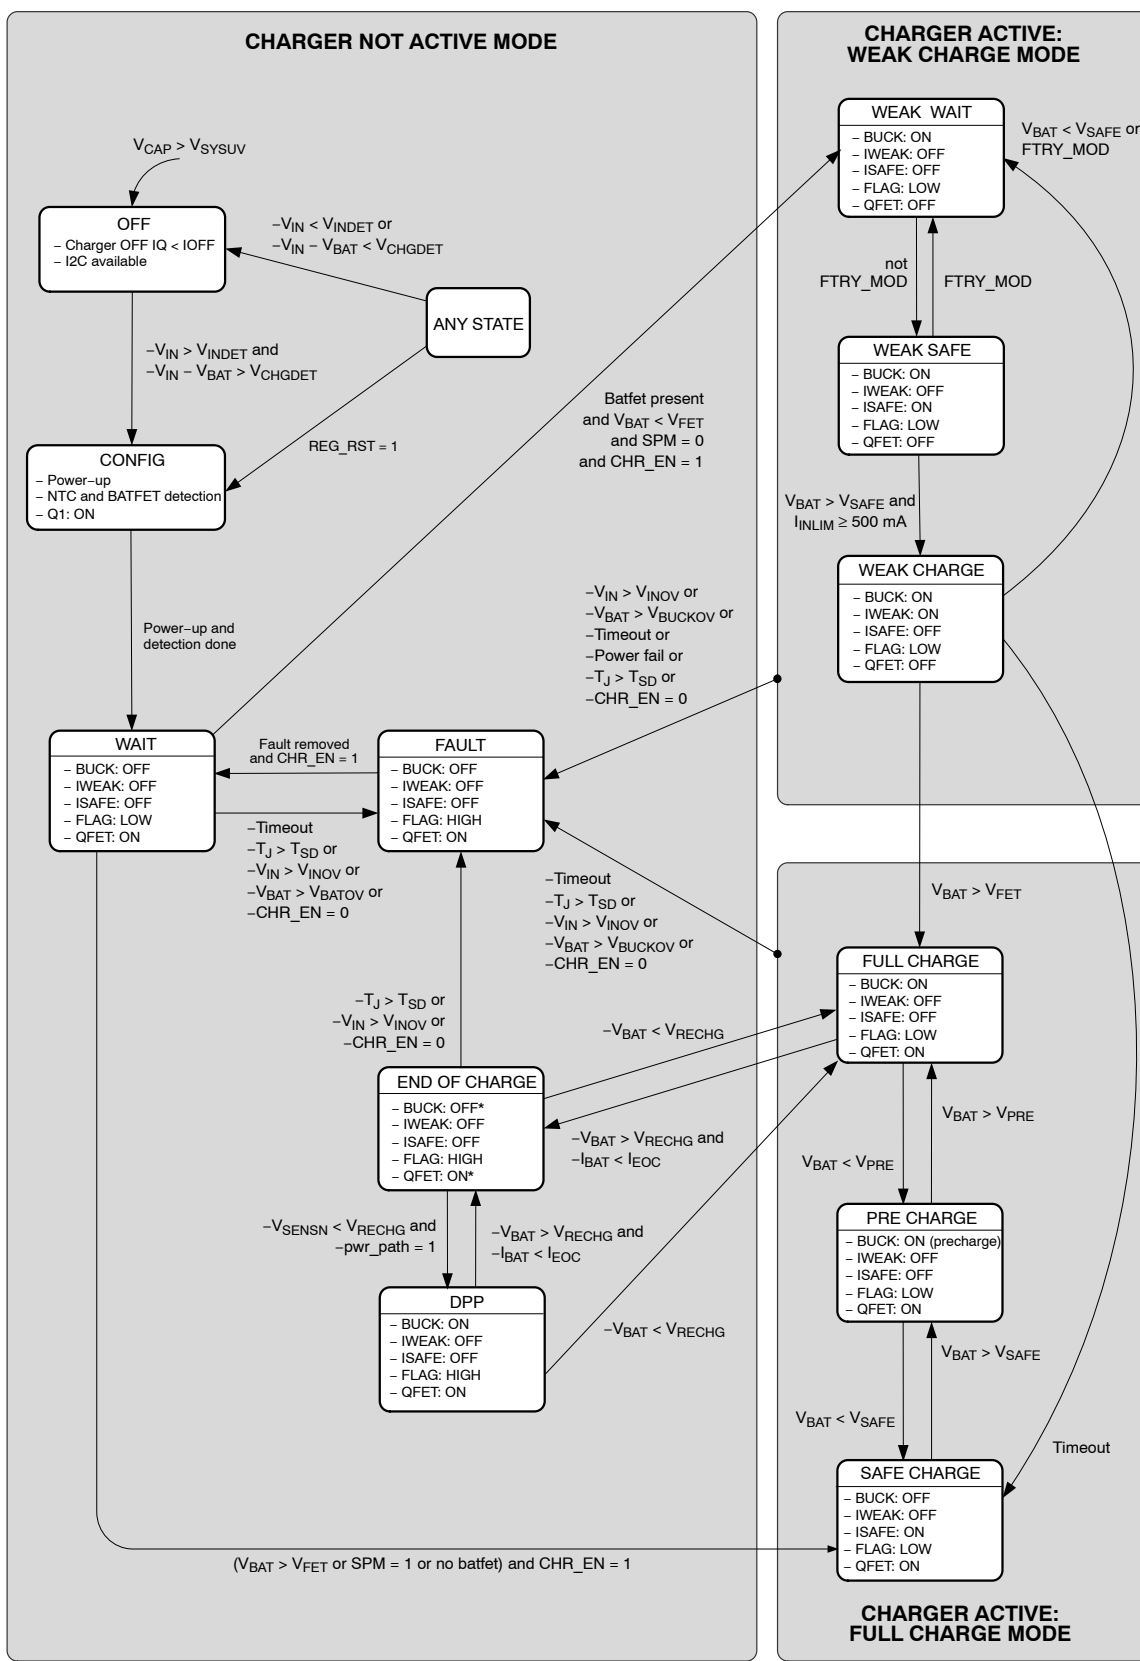 CHARGER NOT ACTIVE MODE
V_CAP > V_SYSUV
OFF
– Charger OFF IQ < IOFF
– I2C available
–V_IN < V_INDET or
–V_IN – V_BAT < V_CHGDET
ANY STATE
–V_IN > V_INDET and
–V_IN – V_BAT > V_CHGDET
REG_RST = 1
CONFIG
– Power–up
– NTC and BATFET detection
– Q1: ON
Power–up and
detection done
Batfet present
and V_BAT < V_FET
and SPM = 0
and CHR_EN = 1
WAIT
– BUCK: OFF
– IWEAK: OFF
– ISAFE: OFF
– FLAG: LOW
– QFET: ON
Fault removed
and CHR_EN = 1
FAULT
– BUCK: OFF
– IWEAK: OFF
– ISAFE: OFF
– FLAG: HIGH
– QFET: ON
–V_IN > V_INOV or
–V_BAT > V_BUCKOV or
–Timeout or
–Power fail or
–T_J > T_SD or
–CHR_EN = 0
–Timeout
–T_J > T_SD or
–V_IN > V_INOV or
–V_BAT > V_BATOV or
–CHR_EN = 0
–Timeout
–T_J > T_SD or
–V_IN > V_INOV or
–V_BAT > V_BUCKOV or
–CHR_EN = 0
–T_J > T_SD or
–V_IN > V_INOV or
–CHR_EN = 0
END OF CHARGE
– BUCK: OFF*
– IWEAK: OFF
– ISAFE: OFF
– FLAG: HIGH
– QFET: ON*
–V_BAT < V_RECHG
–V_BAT > V_RECHG and
–I_BAT < I_EOC
–V_SENSN < V_RECHG and
–pwr_path = 1
–V_BAT > V_RECHG and
–I_BAT < I_EOC
DPP
– BUCK: ON
– IWEAK: OFF
– ISAFE: OFF
– FLAG: HIGH
– QFET: ON
–V_BAT < V_RECHG
(V_BAT > V_FET or SPM = 1 or no batfet) and CHR_EN = 1
CHARGER ACTIVE:
WEAK CHARGE MODE
WEAK WAIT
– BUCK: ON
– IWEAK: OFF
– ISAFE: OFF
– FLAG: LOW
– QFET: OFF
V_BAT < V_SAFE or
FTRY_MOD
not
FTRY_MOD
FTRY_MOD
WEAK SAFE
– BUCK: ON
– IWEAK: OFF
– ISAFE: ON
– FLAG: LOW
– QFET: OFF
V_BAT > V_SAFE and
I_INLIM ≥ 500 mA
WEAK CHARGE
– BUCK: ON
– IWEAK: ON
– ISAFE: OFF
– FLAG: LOW
– QFET: OFF
V_BAT > V_FET
FULL CHARGE
– BUCK: ON
– IWEAK: OFF
– ISAFE: OFF
– FLAG: LOW
– QFET: ON
V_BAT > V_PRE
V_BAT < V_PRE
PRE CHARGE
– BUCK: ON (precharge)
– IWEAK: OFF
– ISAFE: OFF
– FLAG: LOW
– QFET: ON
V_BAT > V_SAFE
V_BAT < V_SAFE
Timeout
SAFE CHARGE
– BUCK: OFF
– IWEAK: OFF
– ISAFE: ON
– FLAG: LOW
– QFET: ON
CHARGER ACTIVE:
FULL CHARGE MODE